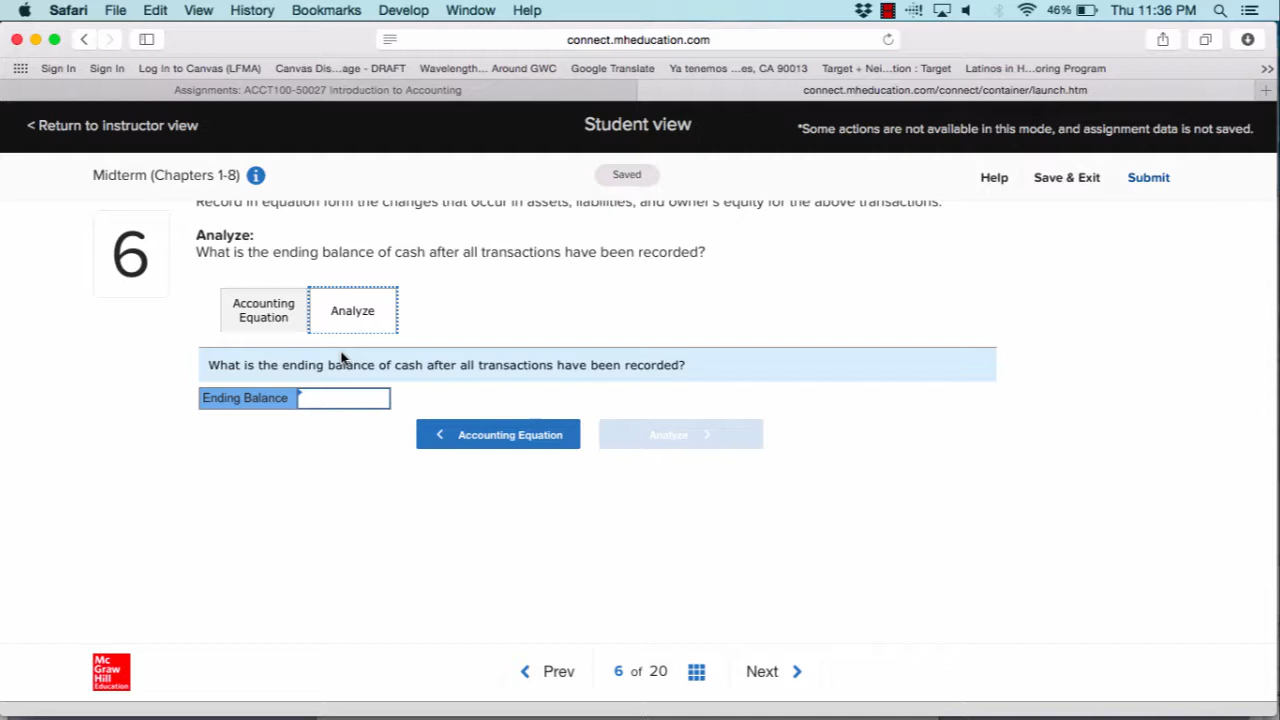 Safari File Edit View History Bookmarks Develop Window Help 46% Thu 11:36 PM
connect.mheducation.com
Sign In Sign In Log In to Canvas (LFMA) Canvas Dis...age - DRAFT Wavelength... Around GWC Google Translate Ya tenemos ...es, CA 90013 Target + Nei...tion : Target Latinos in H...oring Program >>
Assignments: ACCT100-50027 Introduction to Accounting connect.mheducation.com/connect/container/launch.htm +
< Return to instructor view Student view *Some actions are not available in this mode, and assignment data is not saved.
Midterm (Chapters 1-8) i Saved Help Save & Exit Submit
Record in equation form the changes that occur in assets, liabilities, and owner's equity for the above transactions.
6
Analyze:
What is the ending balance of cash after all transactions have been recorded?
Accounting
Equation
Analyze
What is the ending balance of cash after all transactions have been recorded?
Ending Balance
< Accounting Equation Analyze >
Mc
Graw
Hill
Education
< Prev 6 of 20 Next >